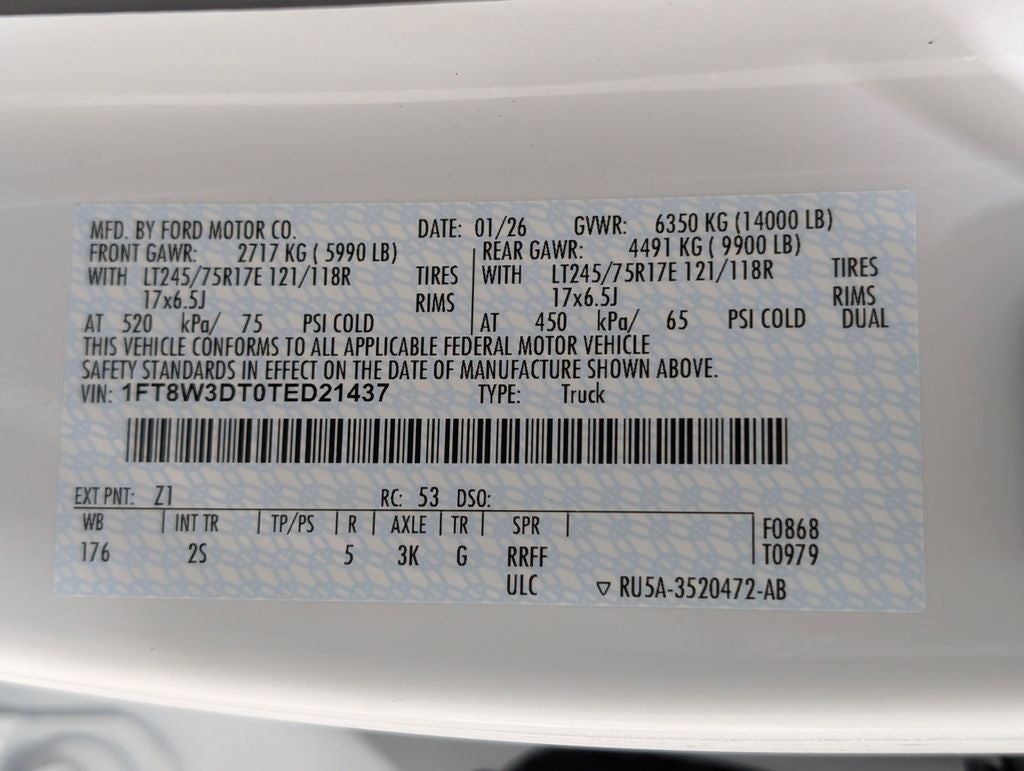 MFD. BY FORD MOTOR CO. DATE: 01/26 GVWR: 6350 KG (14000 LB)
FRONT GAWR: 2717 KG ( 5990 LB) REAR GAWR: 4491 KG ( 9900 LB)
WITH LT245/75R17E 121/118R TIRES WITH LT245/75R17E 121/118R TIRES
17x6.5J RIMS 17x6.5J RIMS
AT 520 kPa/ 75 PSI COLD AT 450 kPa/ 65 PSI COLD DUAL
THIS VEHICLE CONFORMS TO ALL APPLICABLE FEDERAL MOTOR VEHICLE
SAFETY STANDARDS IN EFFECT ON THE DATE OF MANUFACTURE SHOWN ABOVE.
VIN: 1FT8W3DT0TED21437 TYPE: Truck
EXT PNT: Z1 RC: 53 DSO:
WB INT TR TP/PS R AXLE TR SPR F0868
176 2S 5 3K G RRFF T0979
ULC ▽ RU5A-3520472-AB